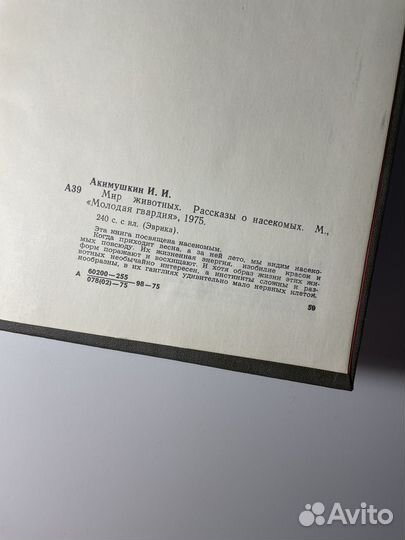 Акимушкин И. И.
А39 Мир животных. Рассказы о насекомых. М.,
«Молодая гвардия», 1975.
240 с. с ил. (Эврика).
Эта книга посвящена насекомым.
Когда приходит весна, а за ней лето, мы видим насеко-
мых повсюду. Их жизненная энергия, изобилие красок и
форм поражают и восхищают. И хотя образ жизни этих жи-
вотных необычайно интересен, а инстинкты сложны и раз-
нообразны, в их ганглиях удивительно мало нервных клеток.
А 60200—255
078(02)—75 —98—75
59
Avito